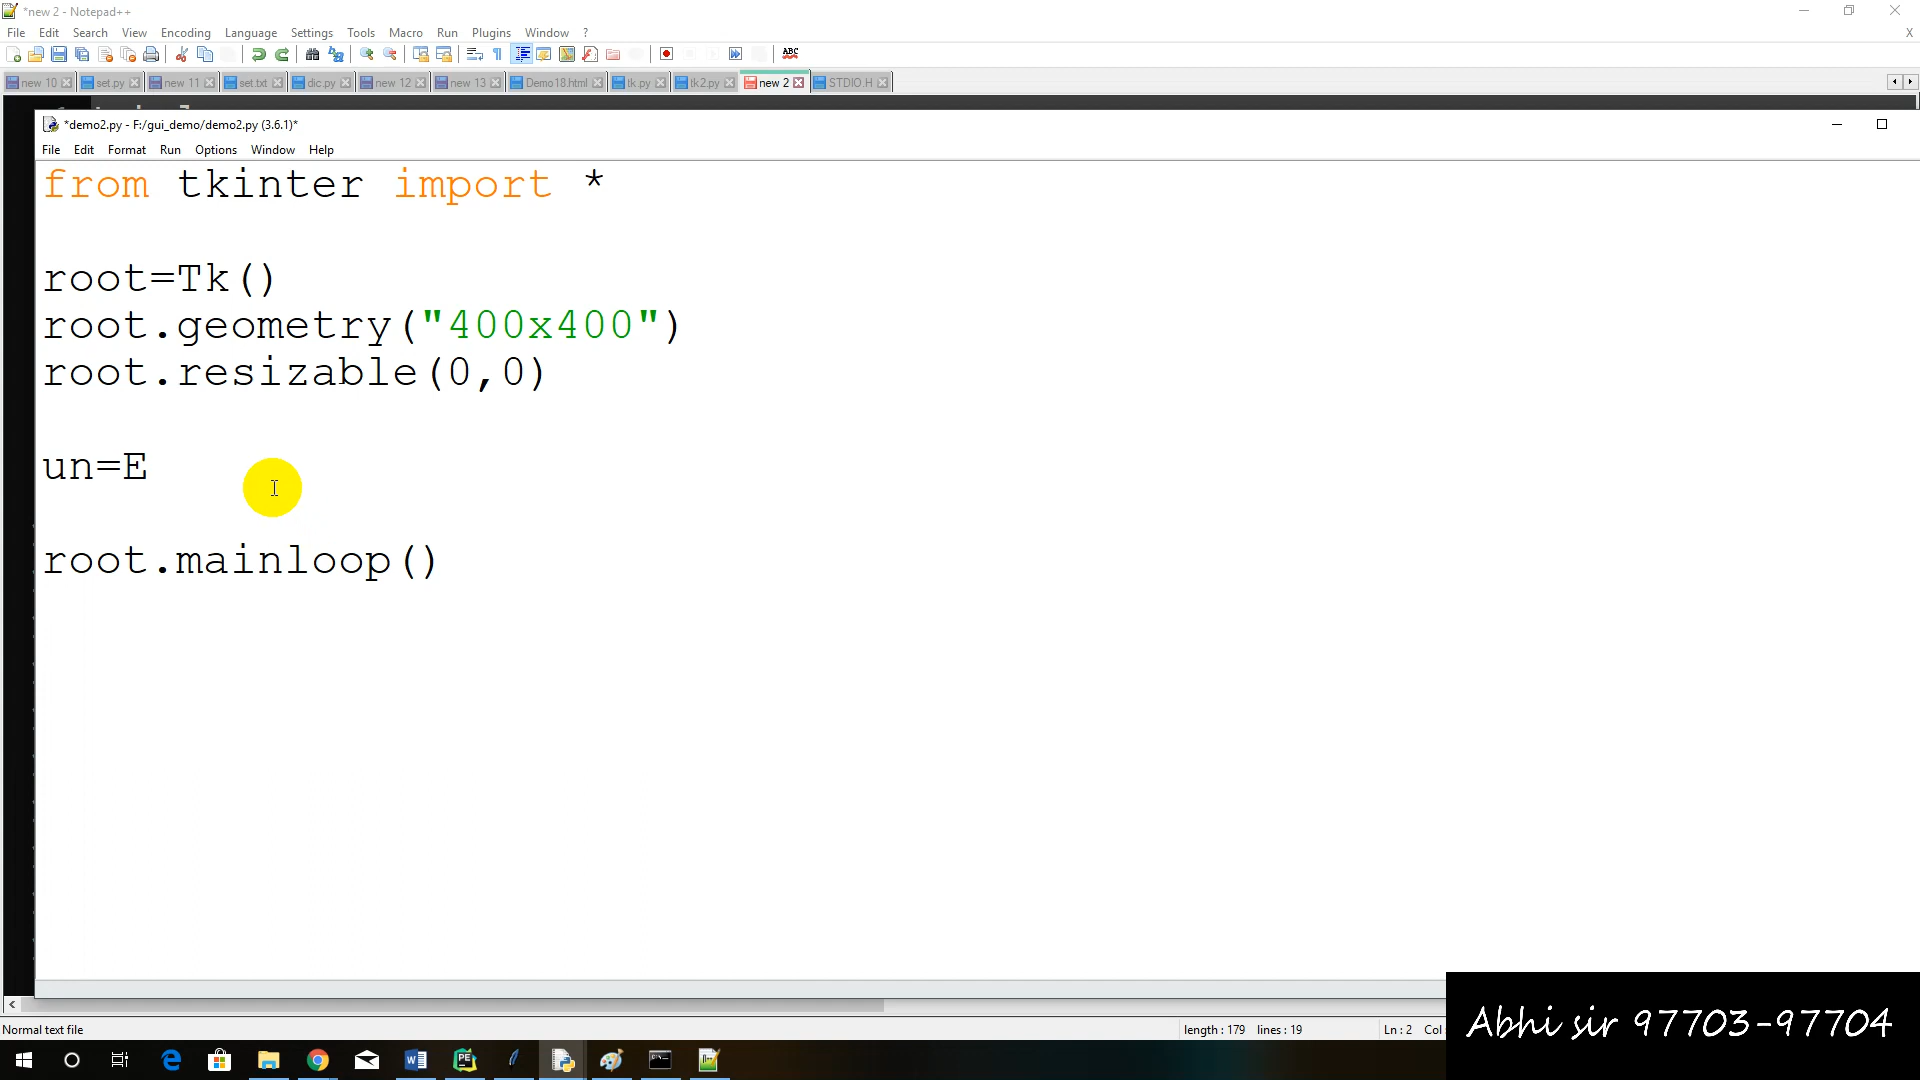 *new 2 - Notepad++
File Edit Search View Encoding Language Settings Tools Macro Run Plugins Window ? X
new 10 set.py new 11 set.txt dic.py new 12 new 13 Demo18.html tk.py tk2.py new 2 STDIO.H
*demo2.py - F:/gui_demo/demo2.py (3.6.1)*
File Edit Format Run Options Window Help
from tkinter import *
root=Tk()
root.geometry("400x400")
root.resizable(0,0)
un=E
root.mainloop()
Normal text file length : 179 lines : 19 Ln : 2 Col
Abhi sir 97703-97704